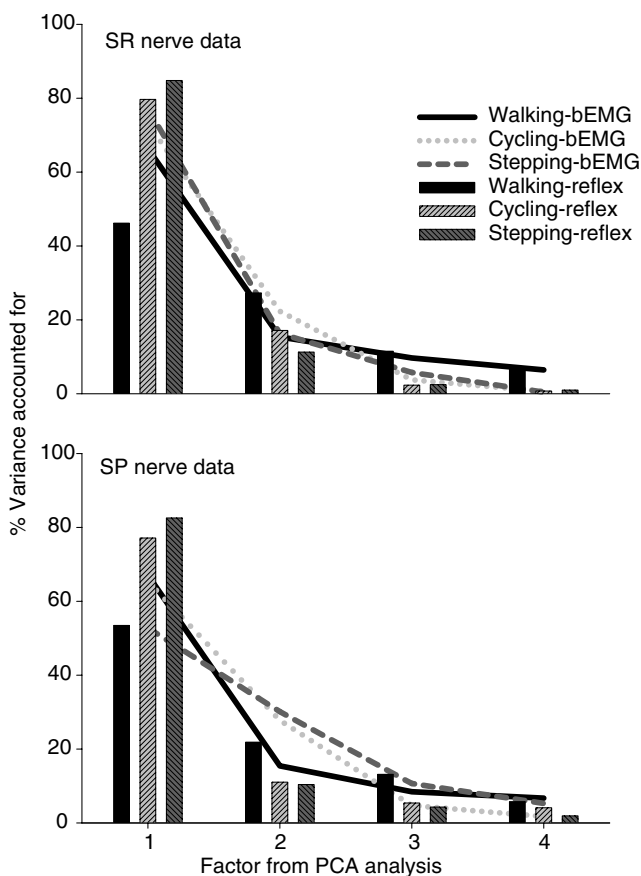 100
SR nerve data
80
60
40
20
0
Walking-bEMG
Cycling-bEMG
Stepping-bEMG
Walking-reflex
Cycling-reflex
Stepping-reflex
% Variance accounted for
100
SP nerve data
80
60
40
20
0
1 2 3 4
Factor from PCA analysis